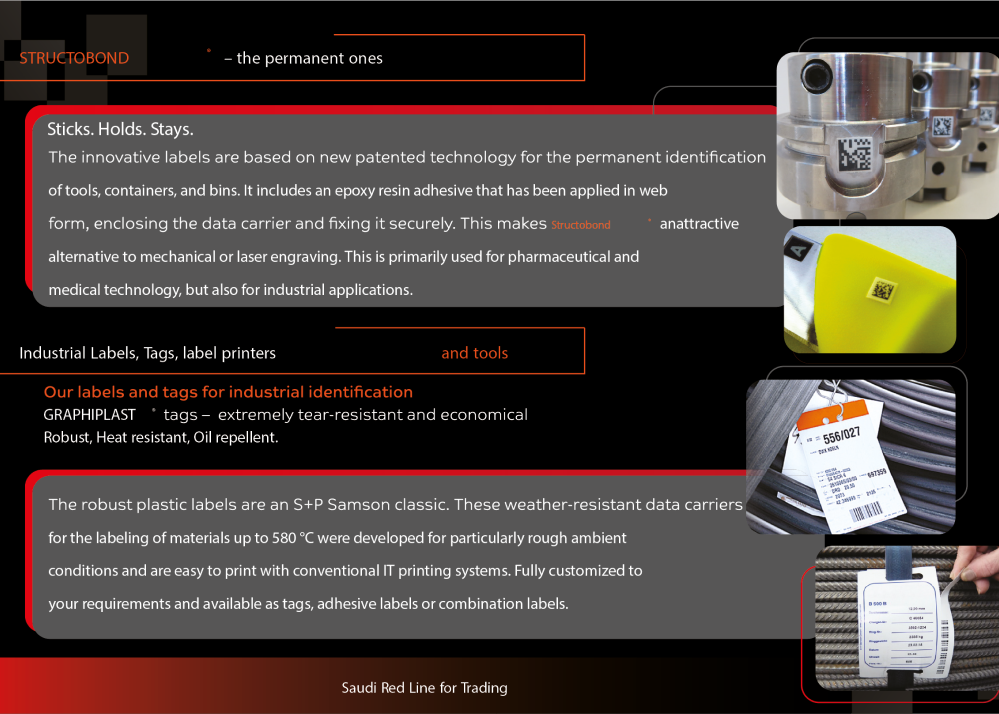 STRUCTOBOND ® – the permanent ones
Sticks. Holds. Stays.
The innovative labels are based on new patented technology for the permanent identification
of tools, containers, and bins. It includes an epoxy resin adhesive that has been applied in web
form, enclosing the data carrier and fixing it securely. This makes Structobond ® anattractive
alternative to mechanical or laser engraving. This is primarily used for pharmaceutical and
medical technology, but also for industrial applications.
A
Industrial Labels, Tags, label printers and tools
Our labels and tags for industrial identification
GRAPHIPLAST ® tags – extremely tear-resistant and economical
Robust, Heat resistant, Oil repellent.
556/027
697359
The robust plastic labels are an S+P Samson classic. These weather-resistant data carriers
for the labeling of materials up to 580 °C were developed for particularly rough ambient
conditions and are easy to print with conventional IT printing systems. Fully customized to
your requirements and available as tags, adhesive labels or combination labels.
B 500 B
Saudi Red Line for Trading